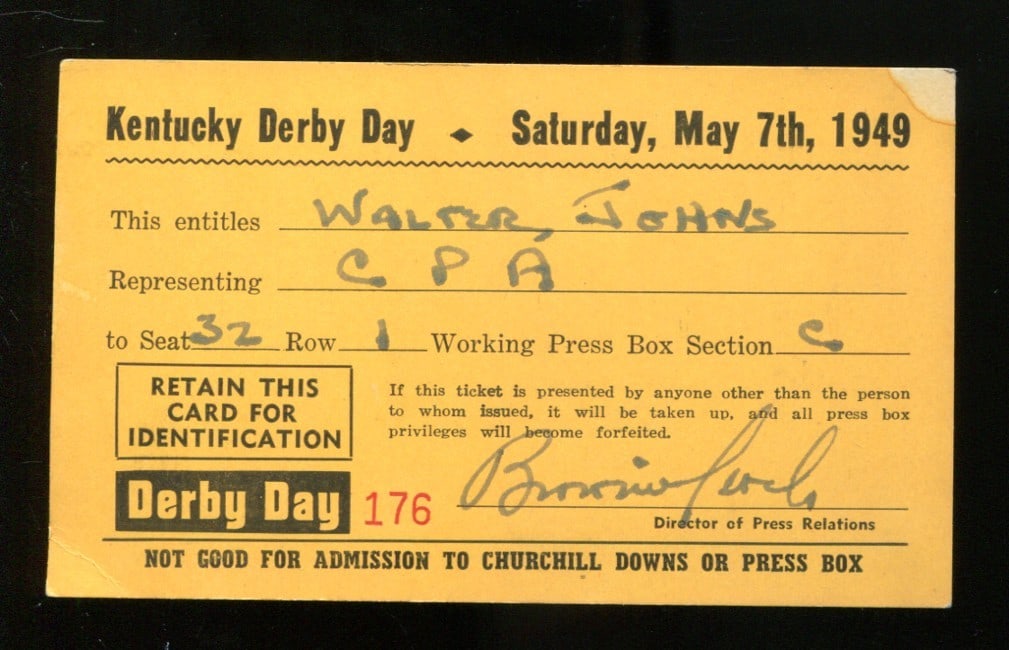 Kentucky Derby Day ◆ Saturday, May 7th, 1949
This entitles WALTER JOHNS
Representing C P A
to Seat 32 Row 1 Working Press Box Section C
RETAIN THIS
CARD FOR
IDENTIFICATION
If this ticket is presented by anyone other than the person
to whom issued, it will be taken up, and all press box
privileges will become forfeited.
Brownie Leach
Director of Press Relations
Derby Day 176
NOT GOOD FOR ADMISSION TO CHURCHILL DOWNS OR PRESS BOX